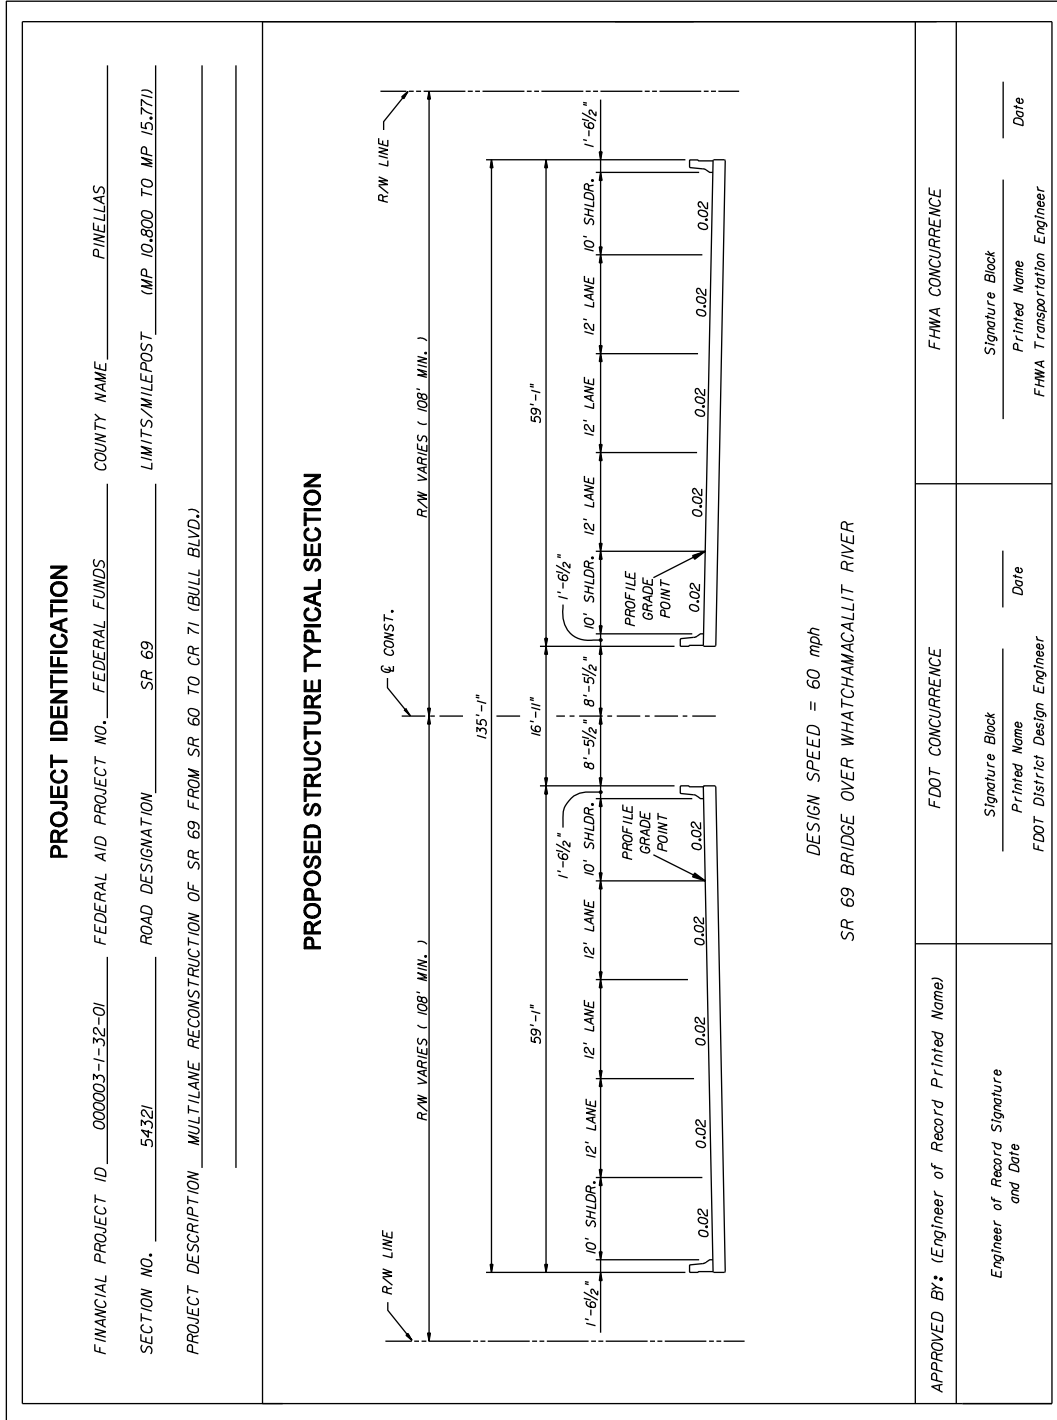 PROJECT IDENTIFICATION
FINANCIAL PROJECT ID 000003-1-32-01 FEDERAL AID PROJECT NO. FEDERAL FUNDS COUNTY NAME PINELLAS
SECTION NO. 54321 ROAD DESIGNATION SR 69 LIMITS/MILEPOST (MP 10.800 TO MP 15.771)
PROJECT DESCRIPTION MULTILANE RECONSTRUCTION OF SR 69 FROM SR 60 TO CR 71 (BULL BLVD.)
PROPOSED STRUCTURE TYPICAL SECTION
R/W LINE
℄ CONST.
R/W LINE
R/W VARIES ( 108' MIN. )
R/W VARIES ( 108' MIN. )
135'-1"
59'-1"
16'-11"
59'-1"
1'-6½"
1'-6½"
1'-6½"
10' SHLDR.
12' LANE
12' LANE
12' LANE
10' SHLDR.
8'-5½"
8'-5½"
10' SHLDR.
12' LANE
12' LANE
12' LANE
10' SHLDR.
1'-6½"
PROFILE
GRADE
POINT
PROFILE
GRADE
POINT
0.02
0.02
0.02
0.02
0.02
0.02
0.02
0.02
0.02
0.02
DESIGN SPEED = 60 mph
SR 69 BRIDGE OVER WHATCHAMACALLIT RIVER
APPROVED BY: (Engineer of Record Printed Name)
Engineer of Record Signature
and Date
FDOT CONCURRENCE
Signature Block
Printed Name Date
FDOT District Design Engineer
FHWA CONCURRENCE
Signature Block
Printed Name Date
FHWA Transportation Engineer